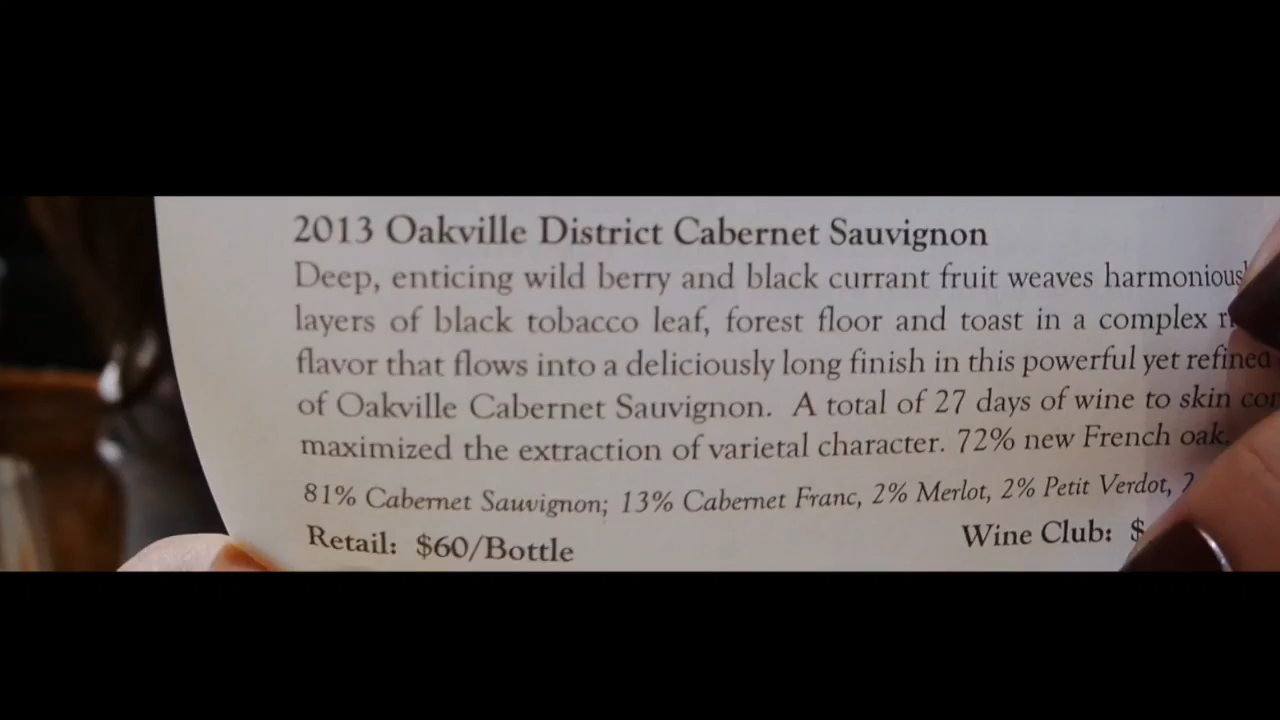 2013 Oakville District Cabernet Sauvignon
Deep, enticing wild berry and black currant fruit weaves
layers of black tobacco leaf, forest floor and toast in a complex
flavor that flows into a deliciously long finish in this powerful yet refined
of Oakville Cabernet Sauvignon. A total of 27 days of wine to skin
maximized the extraction of varietal character. 72% new French oak.
81% Cabernet Sauvignon; 13% Cabernet Franc, 2% Merlot, 2% Petit Verdot, 2
Retail: $60/Bottle Wine Club: $